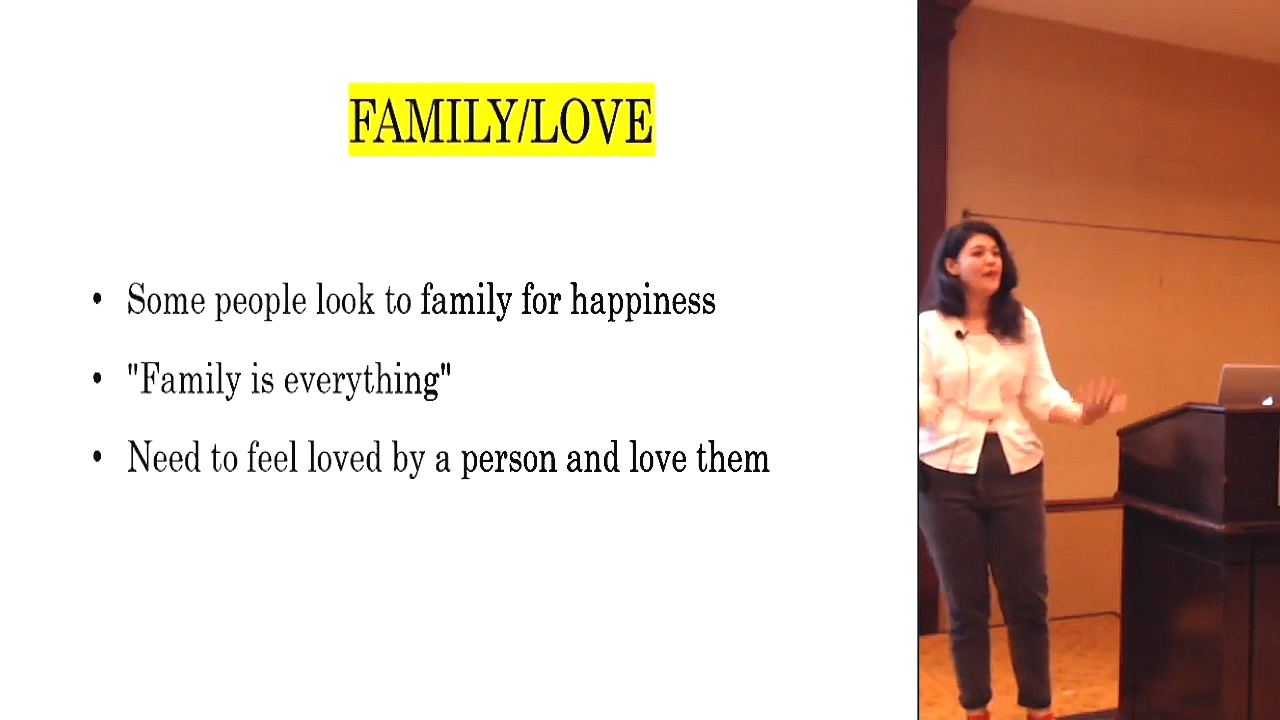 FAMILY/LOVE
• Some people look to family for happiness
• "Family is everything"
• Need to feel loved by a person and love them